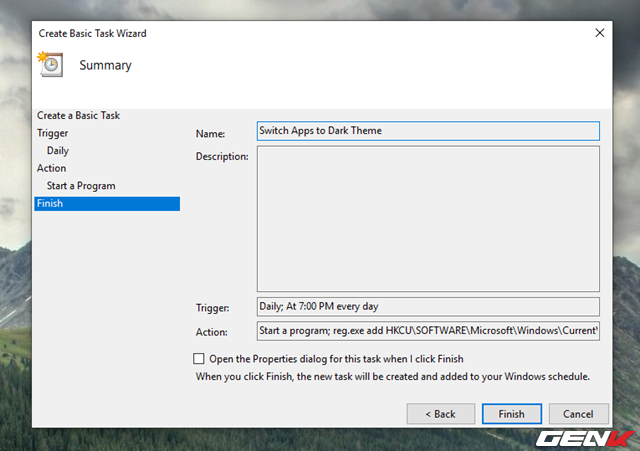 Create Basic Task Wizard
Summary
Create a Basic Task
Trigger
Daily
Action
Start a Program
Finish
Name:
Switch Apps to Dark Theme
Description:
Trigger:
Daily; At 7:00 PM every day
Action:
Start a program; reg.exe add HKCU\SOFTWARE\Microsoft\Windows\Current
Open the Properties dialog for this task when I click Finish
When you click Finish, the new task will be created and added to your Windows schedule.
< Back
Finish
Cancel
GENK